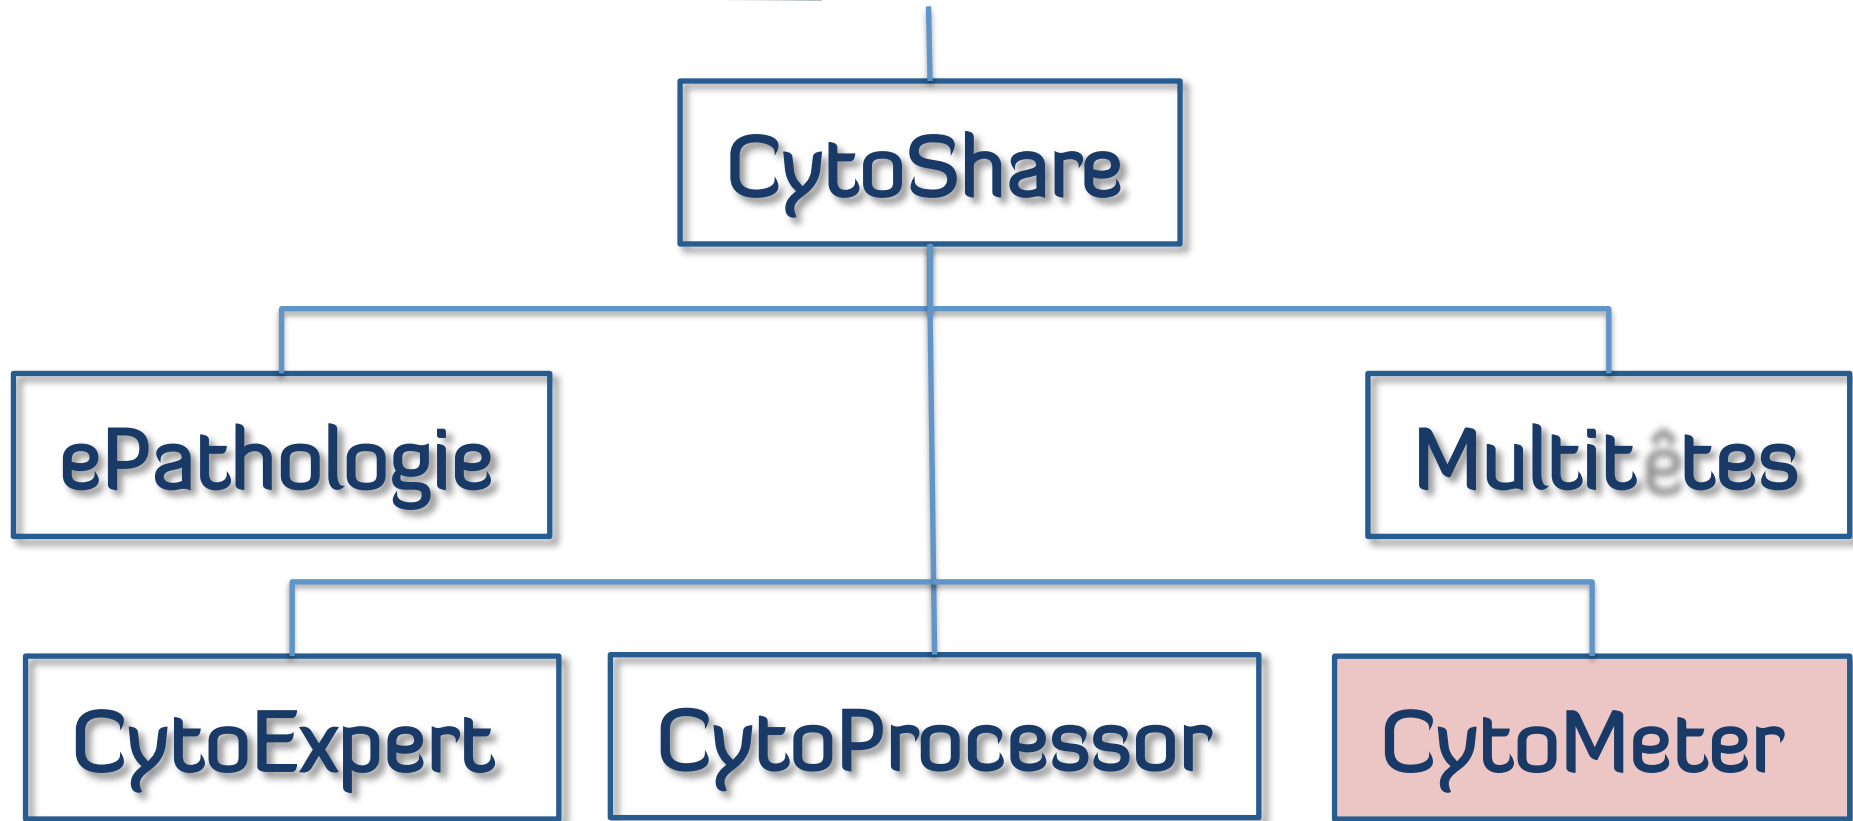 CytoShare
ePathologie
Multitêtes
CytoExpert
CytoProcessor
CytoMeter